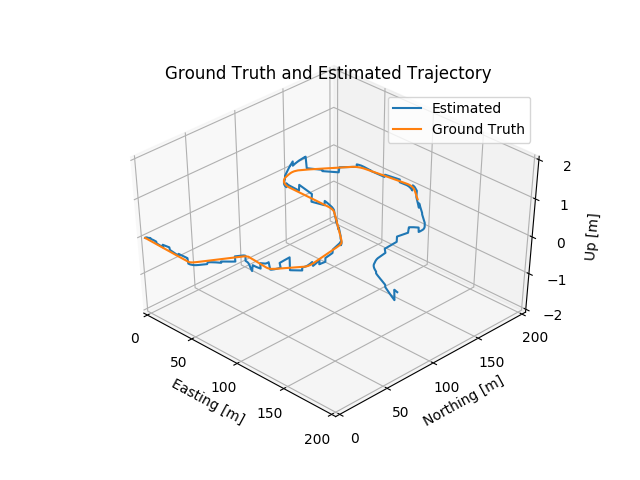 Ground Truth and Estimated Trajectory
Estimated
Ground Truth
2
1
0
−1
−2
Up [m]
0
50
100
150
200
Easting [m]
0
50
100
150
200
Northing [m]